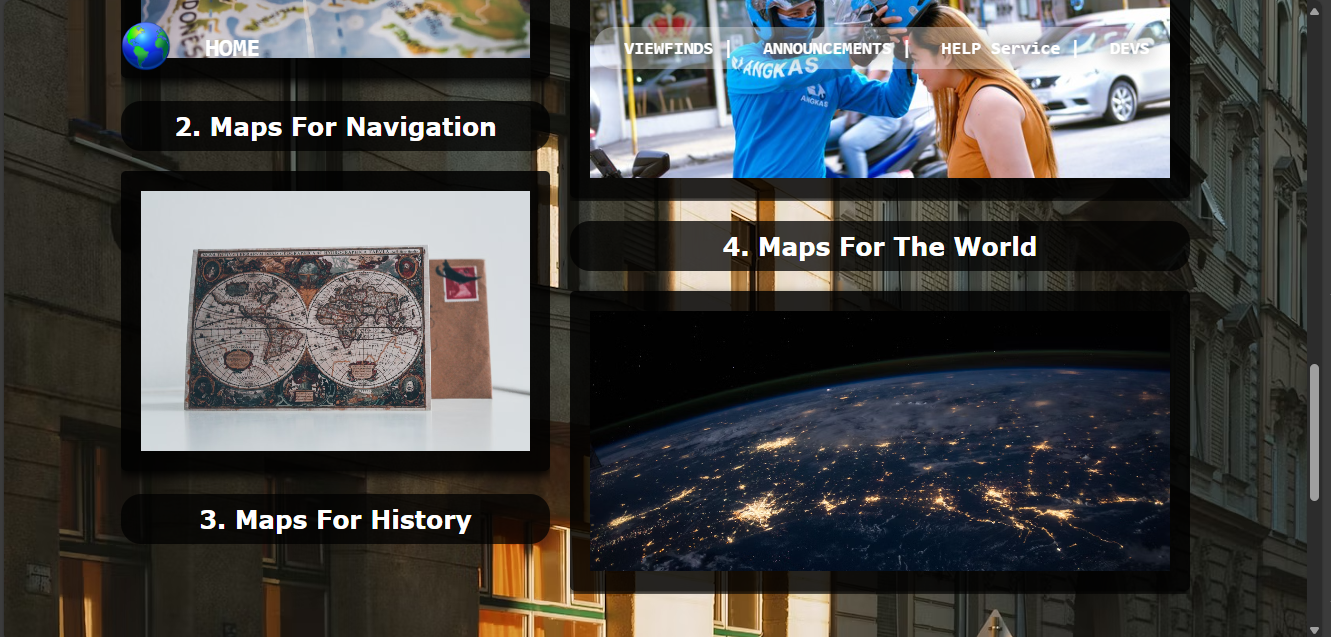 HOME
VIEWFINDS |
ANNOUNCEMENTS |
HELP Service |
DEVS
ANGKAS
ANGKAS
2. Maps For Navigation
3. Maps For History
4. Maps For The World